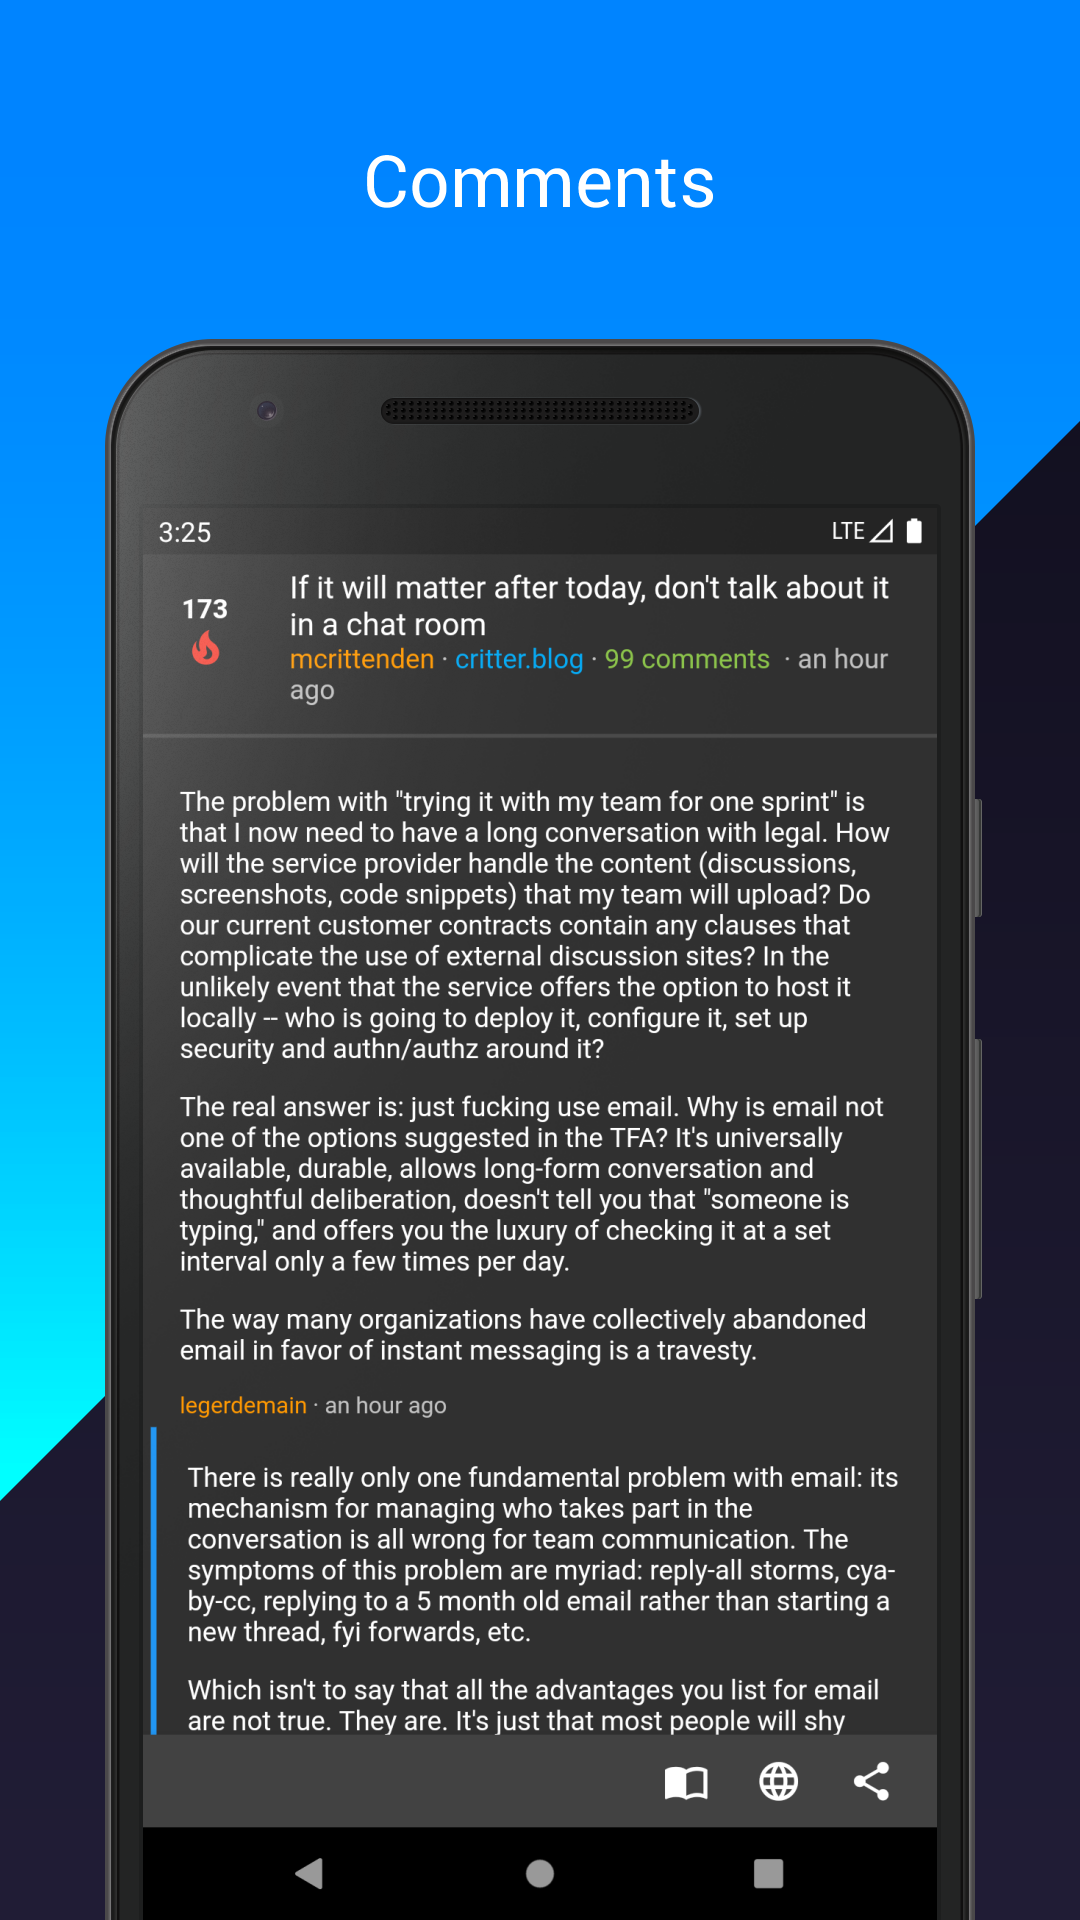 Comments
3:25
LTE
173
If it will matter after today, don't talk about it
in a chat room
mcrittenden · critter.blog · 99 comments · an hour
ago
The problem with "trying it with my team for one sprint" is
that I now need to have a long conversation with legal. How
will the service provider handle the content (discussions,
screenshots, code snippets) that my team will upload? Do
our current customer contracts contain any clauses that
complicate the use of external discussion sites? In the
unlikely event that the service offers the option to host it
locally -- who is going to deploy it, configure it, set up
security and authn/authz around it?
The real answer is: just fucking use email. Why is email not
one of the options suggested in the TFA? It's universally
available, durable, allows long-form conversation and
thoughtful deliberation, doesn't tell you that "someone is
typing," and offers you the luxury of checking it at a set
interval only a few times per day.
The way many organizations have collectively abandoned
email in favor of instant messaging is a travesty.
legerdemain · an hour ago
There is really only one fundamental problem with email: its
mechanism for managing who takes part in the
conversation is all wrong for team communication. The
symptoms of this problem are myriad: reply-all storms, cya-
by-cc, replying to a 5 month old email rather than starting a
new thread, fyi forwards, etc.
Which isn't to say that all the advantages you list for email
are not true. They are. It's just that most people will shy